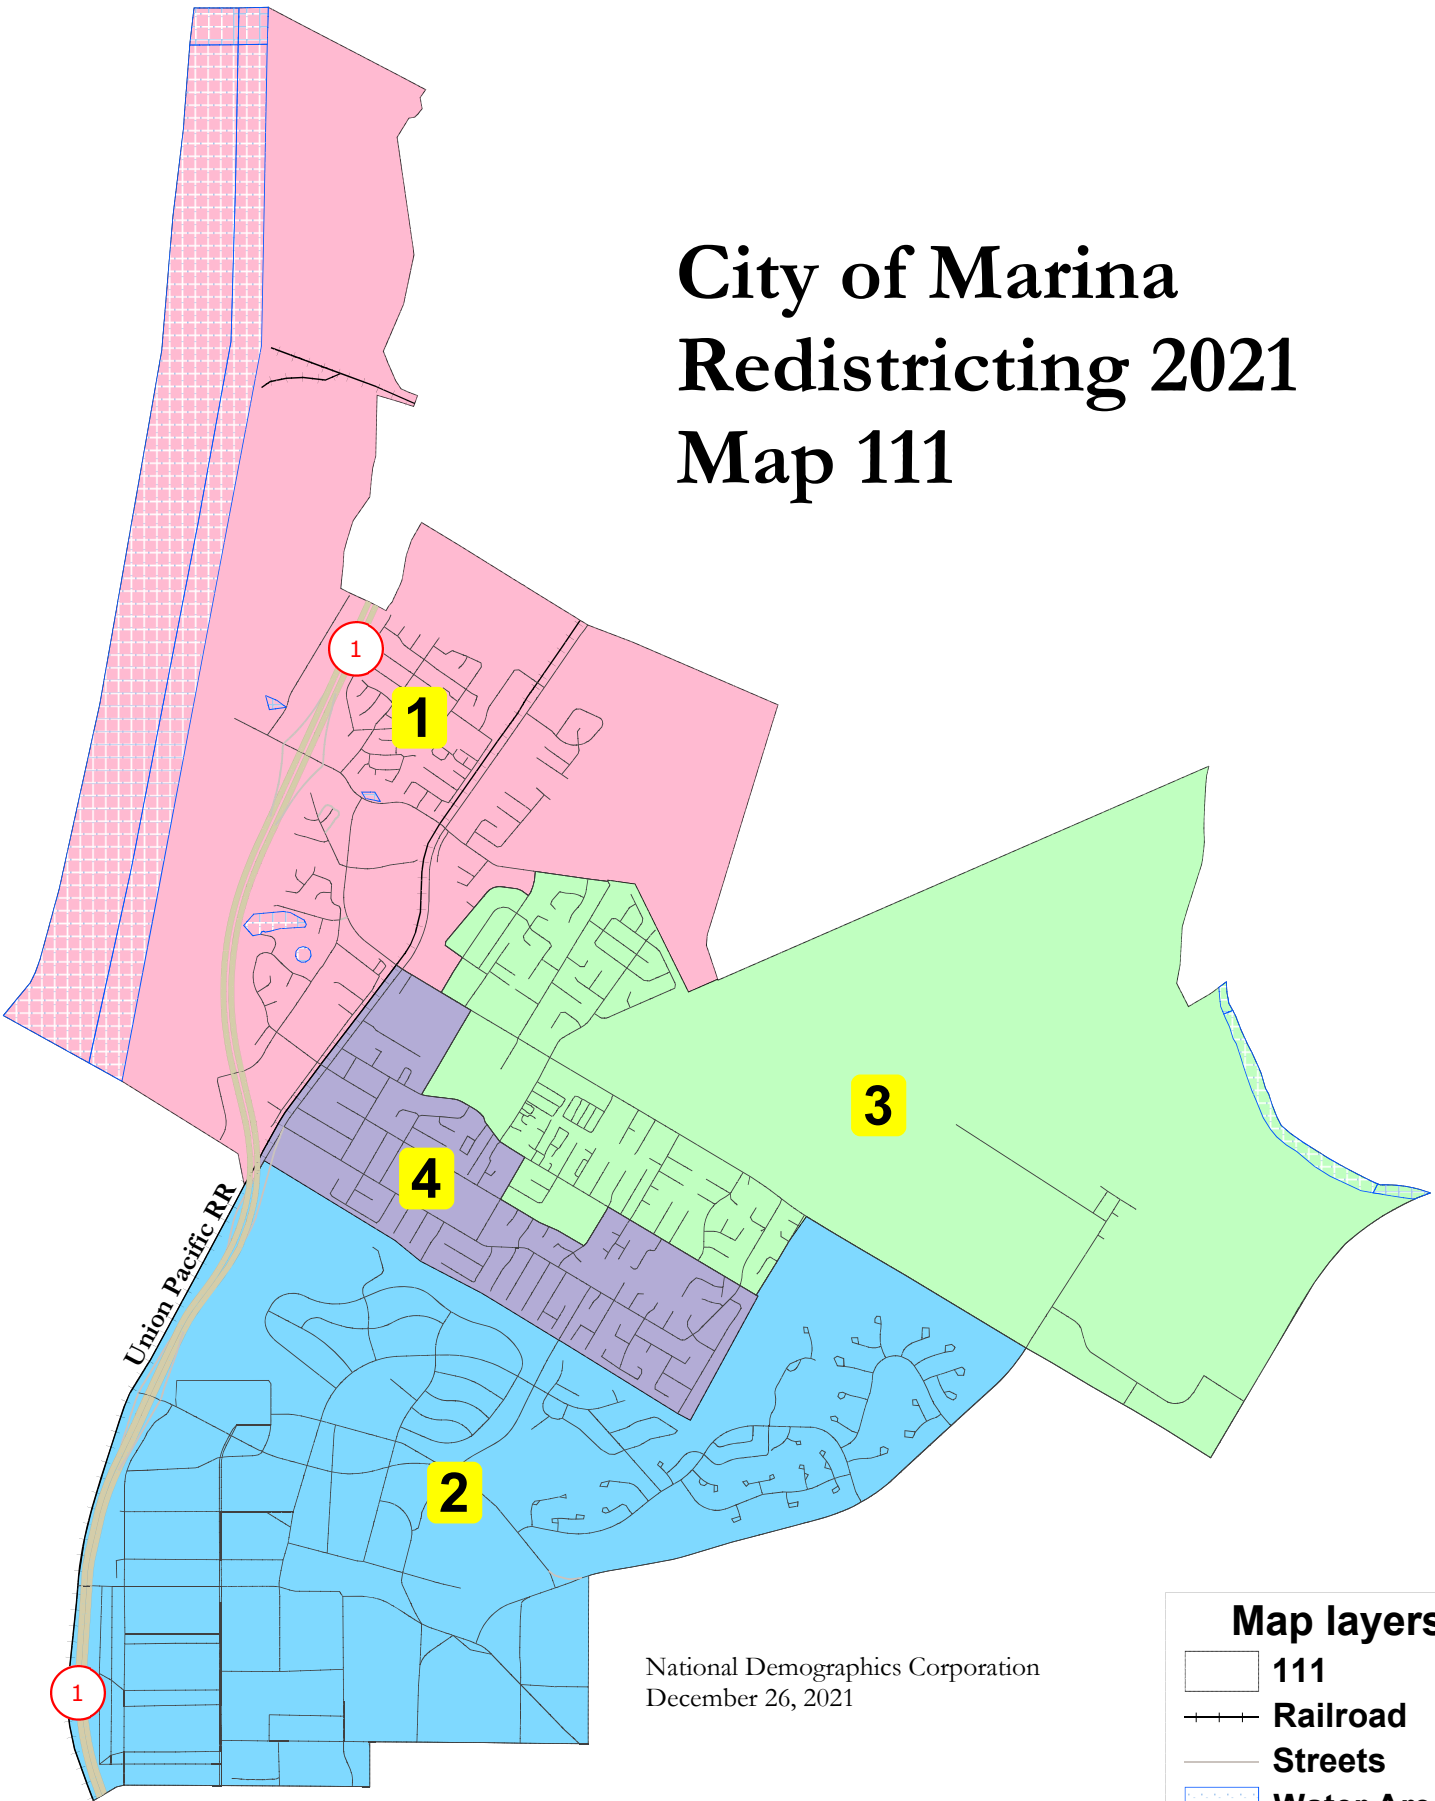 City of Marina
Redistricting 2021
Map 111
1
1
3
4
Union Pacific RR
2
1
National Demographics Corporation
December 26, 2021
Map layers
111
Railroad
Streets